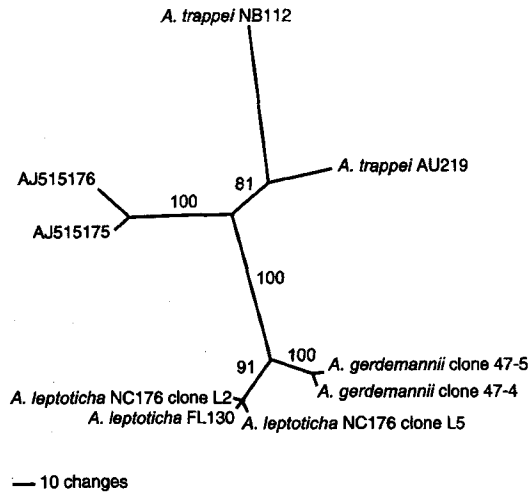 A. trappei NB112
A. trappei AU219
81
AJ515176
100
AJ515175
100
91
100
A. gerdemannii clone 47-5
A. gerdemannii clone 47-4
A. leptoticha NC176 clone L2
A. leptoticha FL130
A. leptoticha NC176 clone L5
10 changes